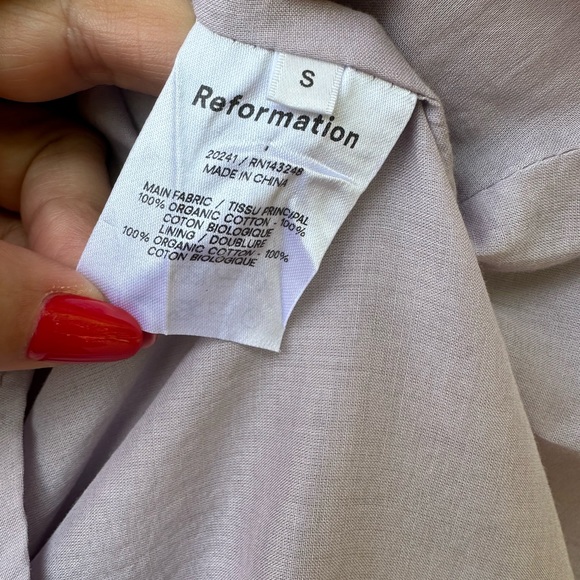 S
Reformation
20241 / RN143248
MADE IN CHINA
MAIN FABRIC / TISSU PRINCIPAL
100% ORGANIC COTTON - 100%
COTON BIOLOGIQUE
LINING / DOUBLURE
100% ORGANIC COTTON - 100%
COTON BIOLOGIQUE